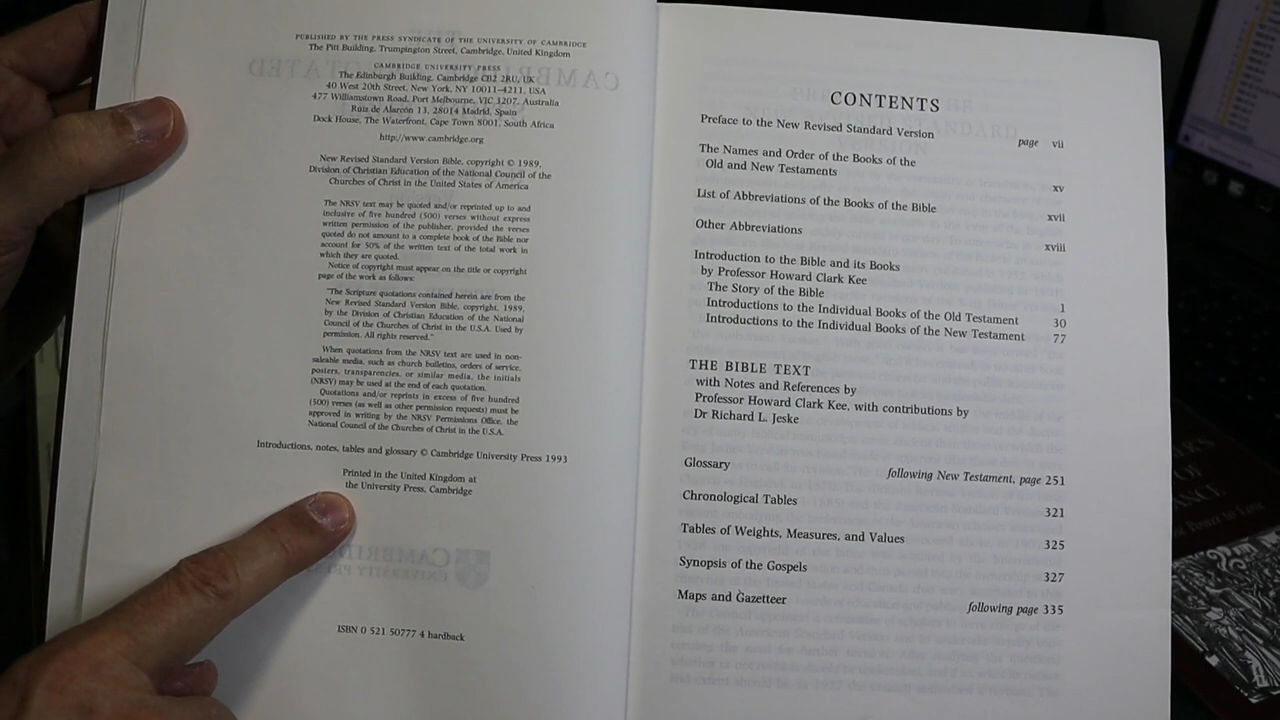 PUBLISHED BY THE PRESS SYNDICATE OF THE UNIVERSITY OF CAMBRIDGE
The Pitt Building, Trumpington Street, Cambridge, United Kingdom
CAMBRIDGE UNIVERSITY PRESS
The Edinburgh Building, Cambridge CB2 2RU, UK
40 West 20th Street, New York, NY 10011–4211, USA
477 Williamstown Road, Port Melbourne, VIC 3207, Australia
Ruiz de Alarcón 13, 28014 Madrid, Spain
Dock House, The Waterfront, Cape Town 8001, South Africa
http://www.cambridge.org
New Revised Standard Version Bible, copyright © 1989,
Division of Christian Education of the National Council of the
Churches of Christ in the United States of America
The NRSV text may be quoted and/or reprinted up to and
inclusive of five hundred (500) verses without express
written permission of the publisher, provided the verses
quoted do not amount to a complete book of the Bible nor
account for 50% of the written text of the total work in
which they are quoted.
Notice of copyright must appear on the title or copyright
page of the work as follows:
"The Scripture quotations contained herein are from the
New Revised Standard Version Bible, copyright, 1989,
by the Division of Christian Education of the National
Council of the Churches of Christ in the U.S.A. Used by
permission. All rights reserved."
When quotations from the NRSV text are used in non-
saleable media, such as church bulletins, orders of service,
posters, transparencies, or similar media, the initials
(NRSV) may be used at the end of each quotation.
Quotations and/or reprints in excess of five hundred
(500) verses (as well as other permission requests) must be
approved in writing by the NRSV Permissions Office, the
National Council of the Churches of Christ in the U.S.A.
Introductions, notes, tables and glossary © Cambridge University Press 1993
Printed in the United Kingdom at
the University Press, Cambridge
ISBN 0 521 50777 4 hardback
CONTENTS
Preface to the New Revised Standard Version page vii
The Names and Order of the Books of the
Old and New Testaments xv
List of Abbreviations of the Books of the Bible xvii
Other Abbreviations xviii
Introduction to the Bible and its Books
by Professor Howard Clark Kee
The Story of the Bible 1
Introductions to the Individual Books of the Old Testament 30
Introductions to the Individual Books of the New Testament 77
THE BIBLE TEXT
with Notes and References by
Professor Howard Clark Kee, with contributions by
Dr Richard L. Jeske
Glossary following New Testament, page 251
Chronological Tables 321
Tables of Weights, Measures, and Values 325
Synopsis of the Gospels 327
Maps and Gazetteer following page 335